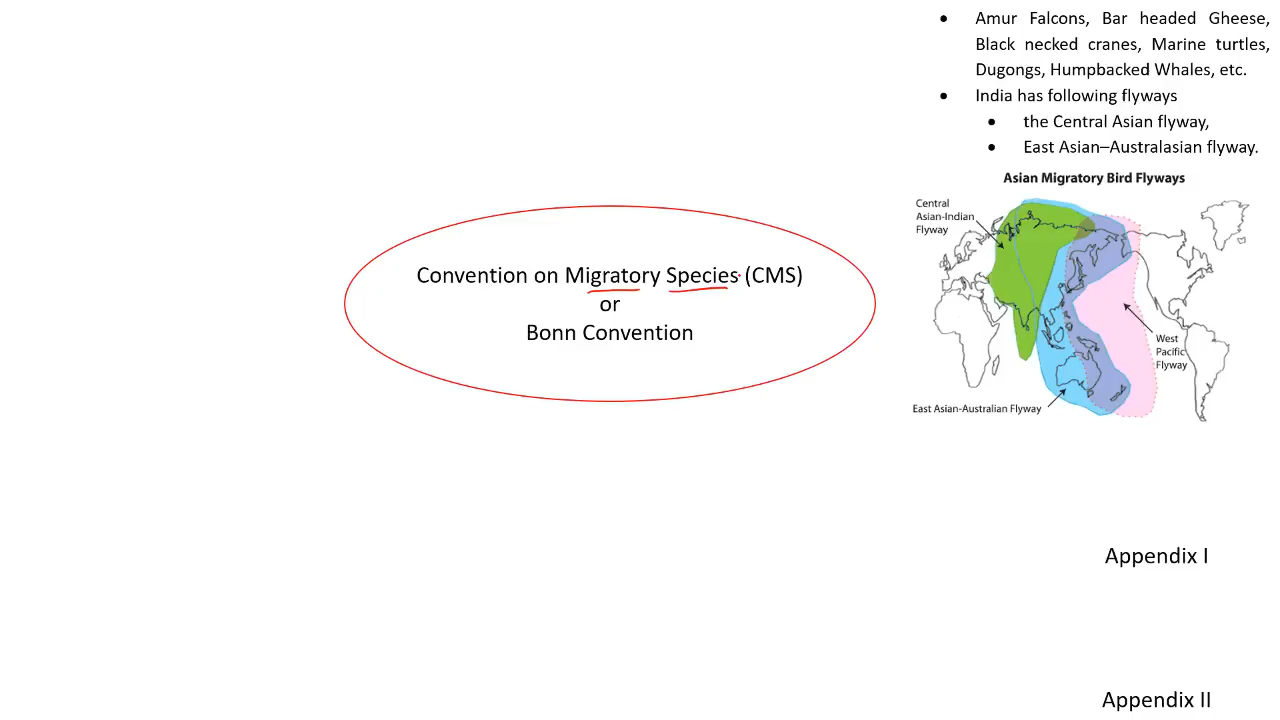 • Amur Falcons, Bar headed Gheese,
Black necked cranes, Marine turtles,
Dugongs, Humpbacked Whales, etc.
• India has following flyways
• the Central Asian flyway,
• East Asian–Australasian flyway.
Asian Migratory Bird Flyways
Central
Asian-Indian
Flyway
West
Pacific
Flyway
East Asian-Australian Flyway
Convention on Migratory Species (CMS)
or
Bonn Convention
Appendix I
Appendix II